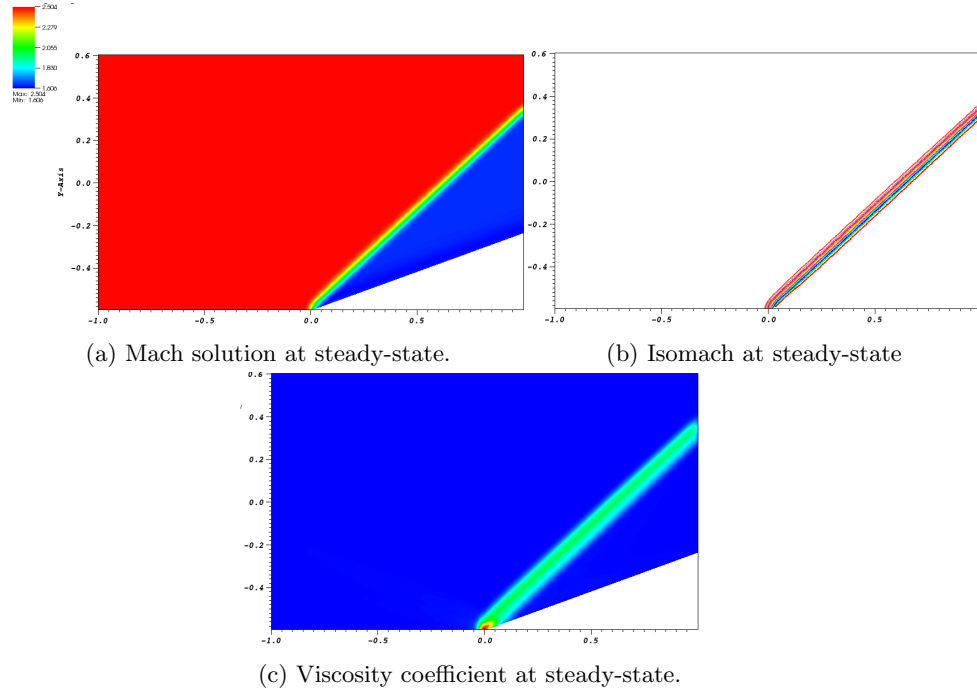 2.504
2.279
2.055
1.830
1.606
Max: 2.504
Min: 1.606
0.6
0.4
0.2
0.0
-0.2
-0.4
Y-Axis
-1.0 -0.5 0.0 0.5
(a) Mach solution at steady-state.
0.6
0.4
0.2
0.0
-0.2
-0.4
-1.0 -0.5 0.0 0.5
(b) Isomach at steady-state
0.6
0.4
0.2
0.0
-0.2
-0.4
-1.0 -0.5 0.0 0.5
(c) Viscosity coefficient at steady-state.